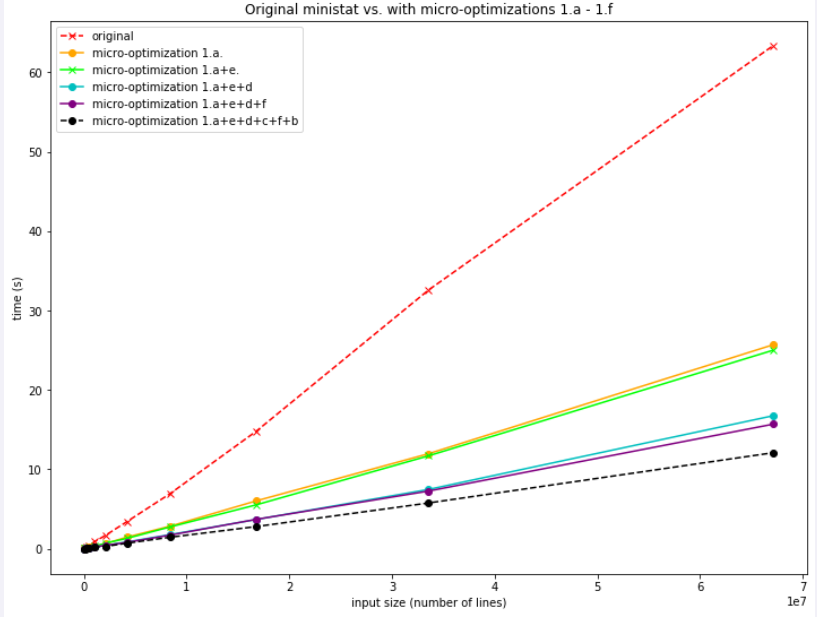 Original ministat vs. with micro-optimizations 1.a - 1.f
original
micro-optimization 1.a.
micro-optimization 1.a+e.
micro-optimization 1.a+e+d
micro-optimization 1.a+e+d+f
micro-optimization 1.a+e+d+c+f+b
time (s)
60
50
40
30
20
10
0
0 1 2 3 4 5 6 7
1e7
input size (number of lines)